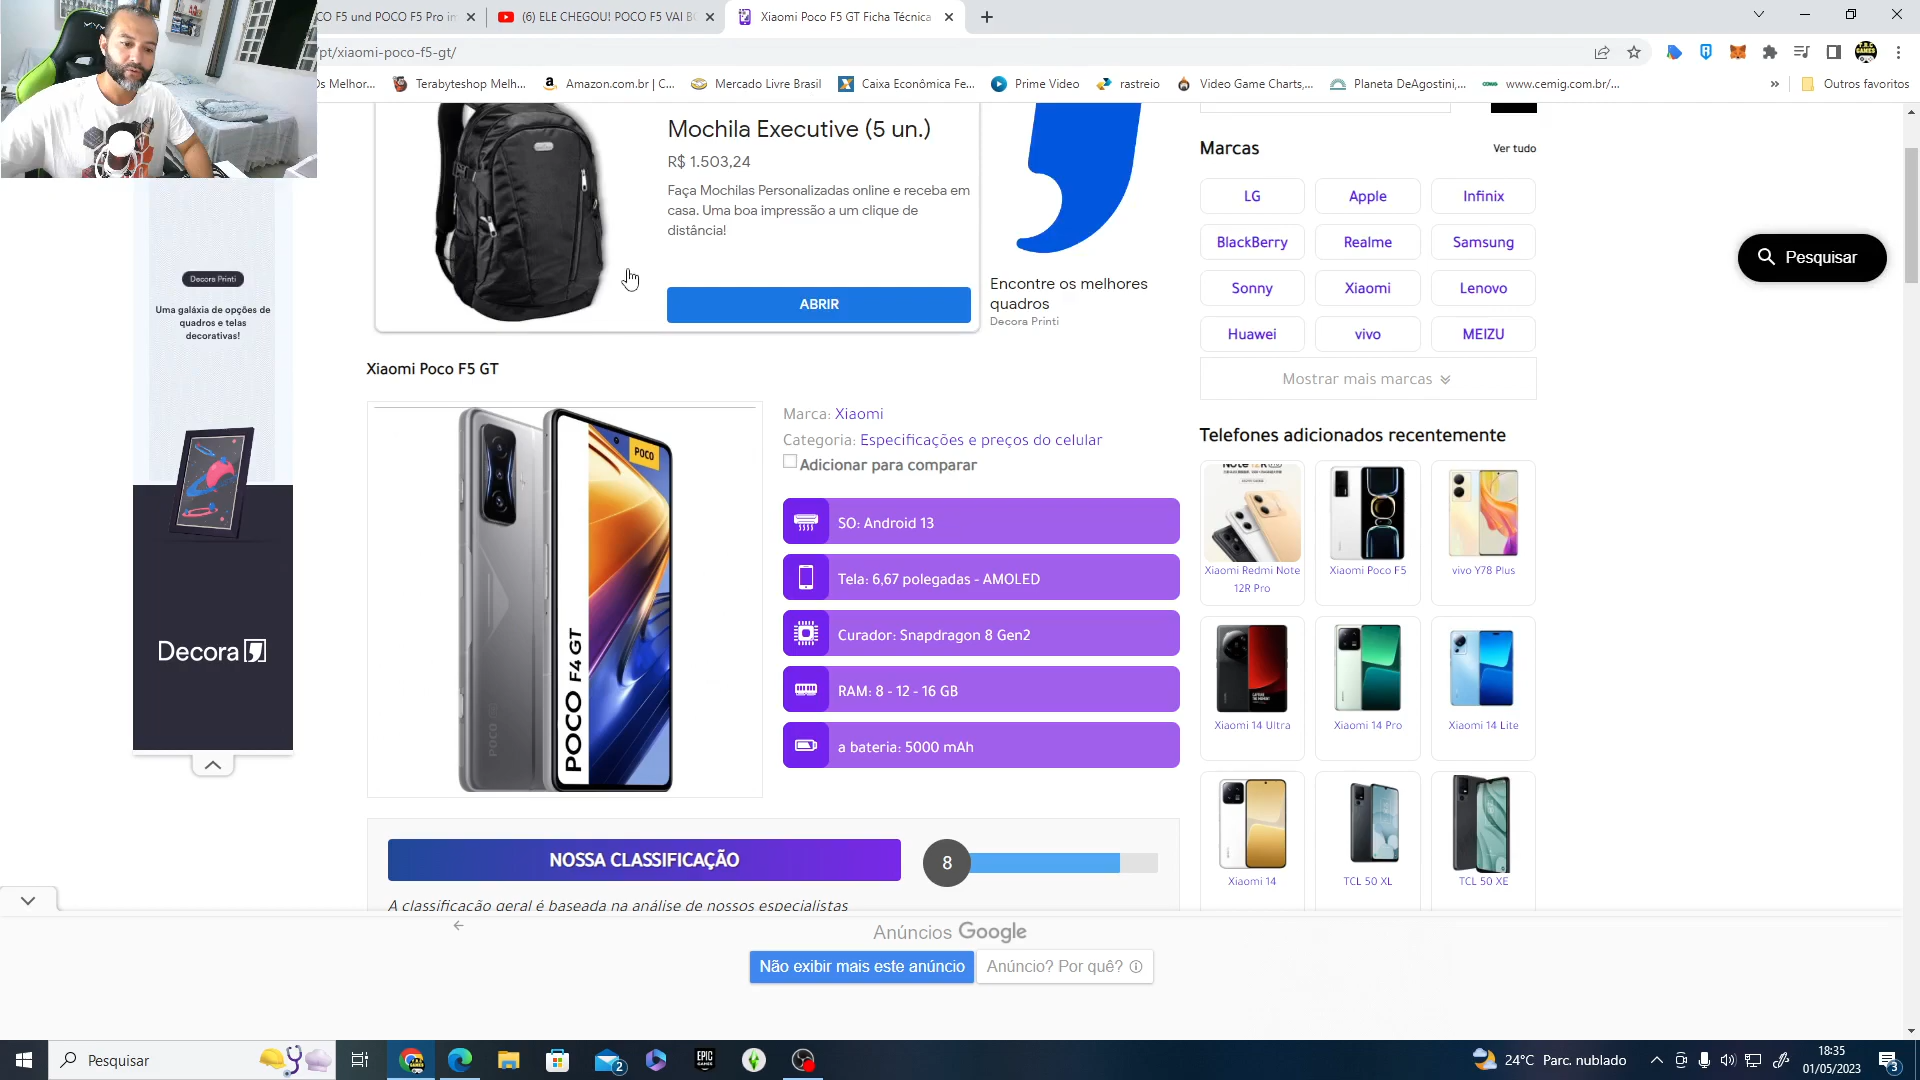 CO F5 und POCO F5 Pro im
(6) ELE CHEGOU! POCO F5 VAI B
Xiaomi Poco F5 GT Ficha Técnica
/pt/xiaomi-poco-f5-gt/
Os Melhor...
Terabyteshop Melh...
Amazon.com.br | C...
Mercado Livre Brasil
Caixa Econômica Fe...
Prime Video
rastreio
Video Game Charts,...
Planeta DeAgostini,...
www.cemig.com.br/...
»
Outros favoritos
Mochila Executive (5 un.)
R$ 1.503,24
Faça Mochilas Personalizadas online e receba em
casa. Uma boa impressão a um clique de
distância!
ABRIR
Encontre os melhores
quadros
Decora Printi
Decora Printi
Uma galáxia de opções de
quadros e telas
decorativas!
Decora
Marcas
Ver tudo
LG
Apple
Infinix
BlackBerry
Realme
Samsung
Sonny
Xiaomi
Lenovo
Huawei
vivo
MEIZU
Mostrar mais marcas
Pesquisar
Xiaomi Poco F5 GT
POCO
POCO F4 GT
POCO
Marca: Xiaomi
Categoria: Especificações e preços do celular
Adicionar para comparar
SO: Android 13
Tela: 6,67 polegadas - AMOLED
Curador: Snapdragon 8 Gen2
RAM: 8 - 12 - 16 GB
a bateria: 5000 mAh
Telefones adicionados recentemente
Note 12R Pro
Xiaomi Redmi Note
12R Pro
Xiaomi Poco F5
vivo Y78 Plus
Xiaomi 14 Ultra
Xiaomi 14 Pro
Xiaomi 14 Lite
Xiaomi 14
TCL 50 XL
TCL 50 XE
NOSSA CLASSIFICAÇÃO
8
A classificação geral é baseada na análise de nossos especialistas
Anúncios Google
Não exibir mais este anúncio
Anúncio? Por quê?
Pesquisar
2
EPIC
GAMES
24°C Parc. nublado
18:35
01/05/2023
3